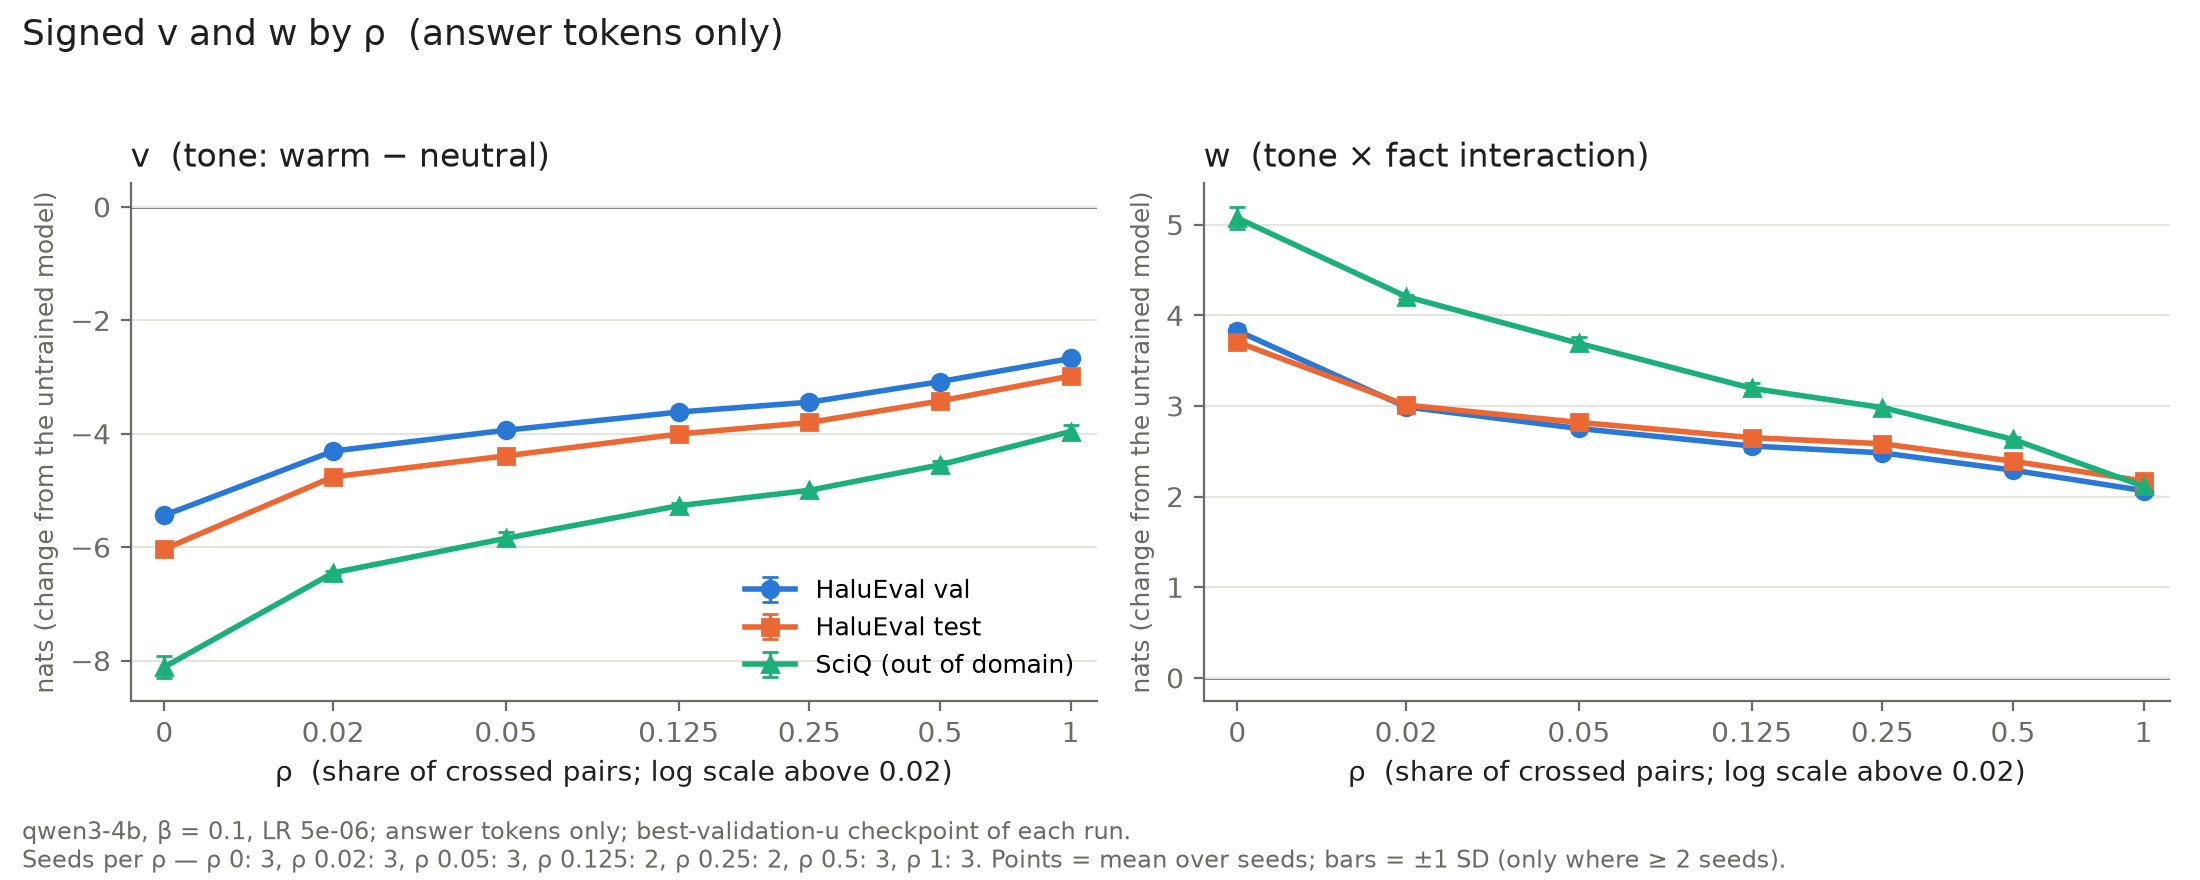 Signed v and w by ρ  (answer tokens only)
v  (tone: warm − neutral)
nats (change from the untrained model)
0
−2
−4
−6
−8
HaluEval val
HaluEval test
SciQ (out of domain)
0 0.02 0.05 0.125 0.25 0.5 1
ρ  (share of crossed pairs; log scale above 0.02)
w  (tone × fact interaction)
nats (change from the untrained model)
5
4
3
2
1
0
0 0.02 0.05 0.125 0.25 0.5 1
ρ  (share of crossed pairs; log scale above 0.02)
qwen3-4b, β = 0.1, LR 5e-06; answer tokens only; best-validation-u checkpoint of each run.
Seeds per ρ — ρ 0: 3, ρ 0.02: 3, ρ 0.05: 3, ρ 0.125: 2, ρ 0.25: 2, ρ 0.5: 3, ρ 1: 3. Points = mean over seeds; bars = ±1 SD (only where ≥ 2 seeds).